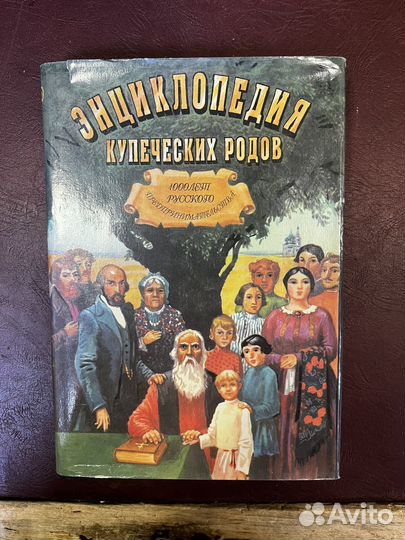 ЭНЦИКЛОПЕДИЯ
КУПЕЧЕСКИХ РОДОВ
1000 ЛЕТ
РУССКОГО
ПРЕДПРИНИМАТЕЛЬСТВА
Avito